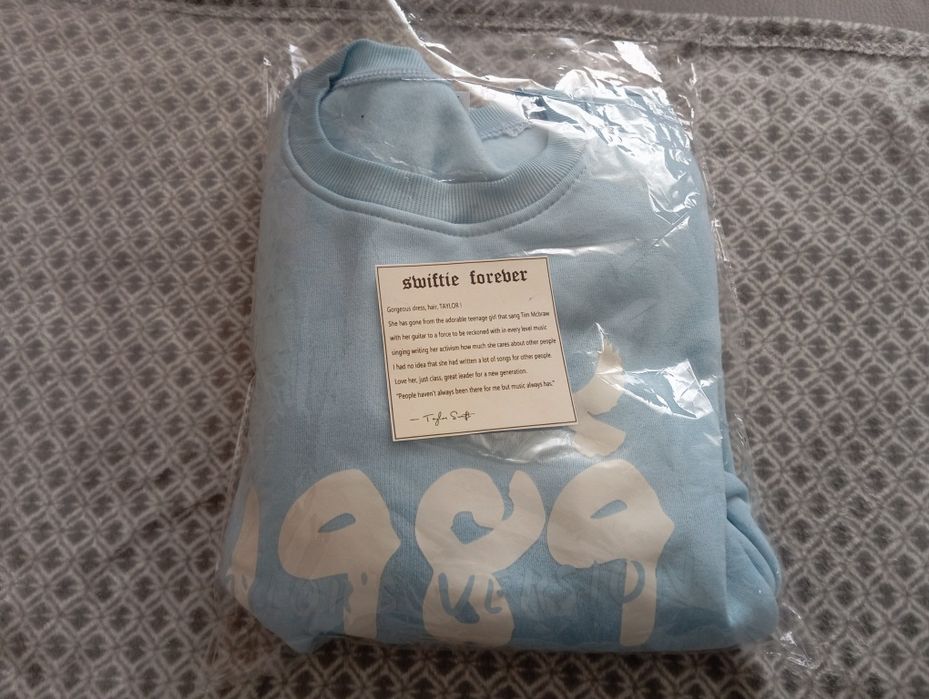 swiftie forever
Gorgeous dress, hair, TAYLOR !
She has gone from the adorable teenage girl that sang Tim Mcbraw
with her guitar to a force to be reckoned with in every level music
singing writing her activism how much she cares about other people
I had no idea that she had written a lot of songs for other people.
Love her, just class, great leader for a new generation.
"People haven't always been there for me but music always has."
— Taylor Swift
1989
VERSION